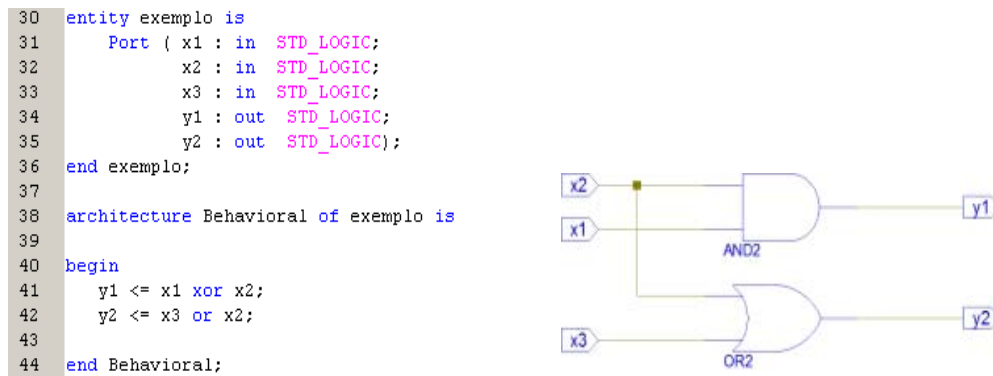 30 entity exemplo is
31 Port ( x1 : in STD_LOGIC;
32 x2 : in STD_LOGIC;
33 x3 : in STD_LOGIC;
34 y1 : out STD_LOGIC;
35 y2 : out STD_LOGIC);
36 end exemplo;
37
38 architecture Behavioral of exemplo is
39
40 begin
41 y1 <= x1 xor x2;
42 y2 <= x3 or x2;
43
44 end Behavioral;
x2
x1
AND2
y1
x3
OR2
y2